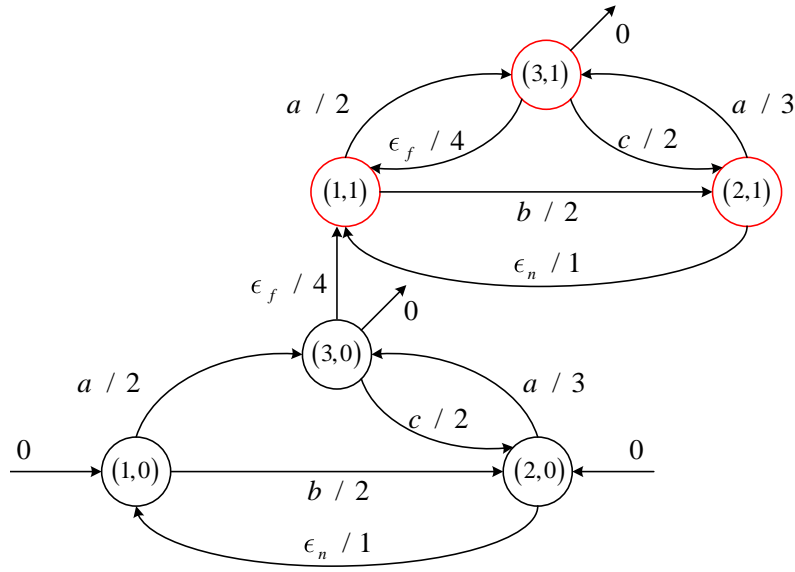 0
(3,1)
a / 2
a / 3
ϵ_f / 4
c / 2
(1,1)
(2,1)
b / 2
ϵ_n / 1
ϵ_f / 4
0
(3,0)
a / 2
a / 3
c / 2
0
0
(1,0)
(2,0)
b / 2
ϵ_n / 1